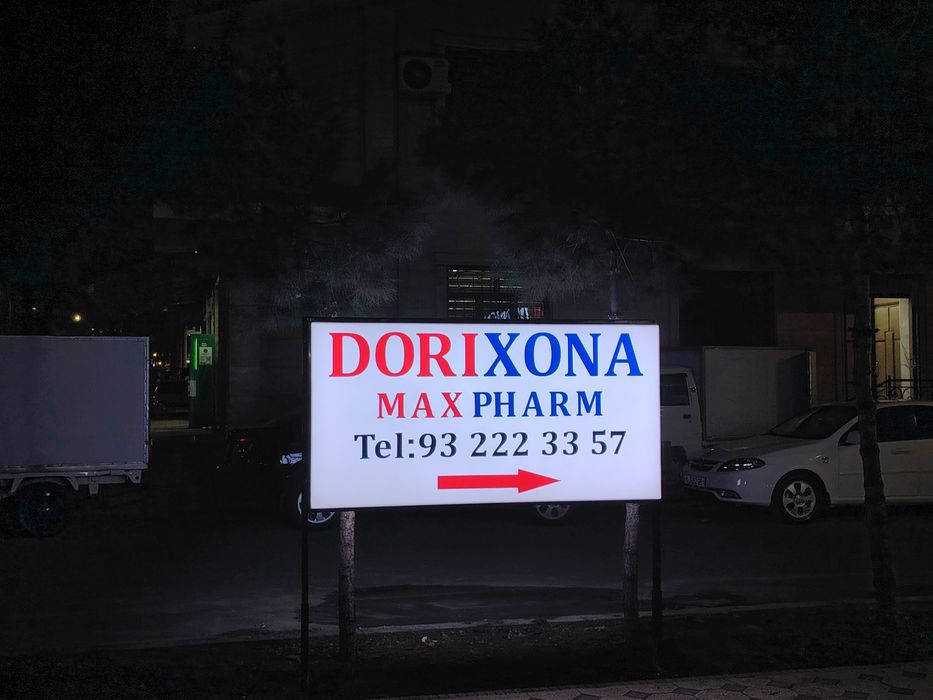 DORIXONA
MAX PHARM
Tel:93 222 33 57